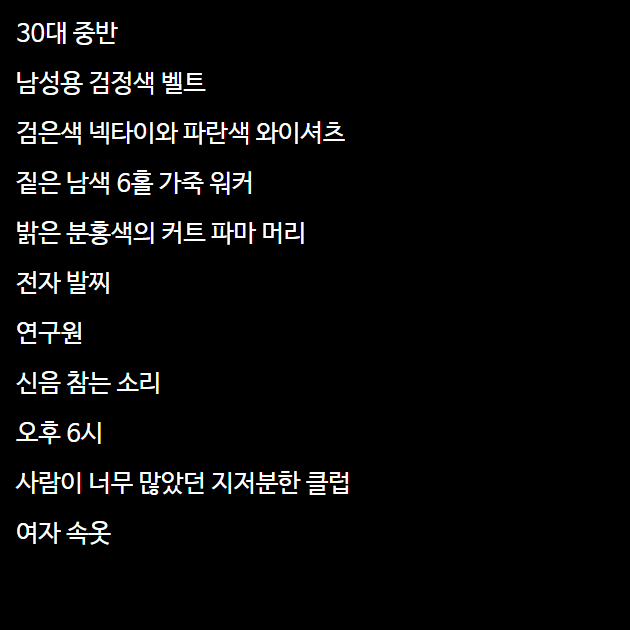 30대 중반
남성용 검정색 벨트
검은색 넥타이와 파란색 와이셔츠
짙은 남색 6홀 가죽 워커
밝은 분홍색의 커트 파마 머리
전자 발찌
연구원
신음 참는 소리
오후 6시
사람이 너무 많았던 지저분한 클럽
여자 속옷